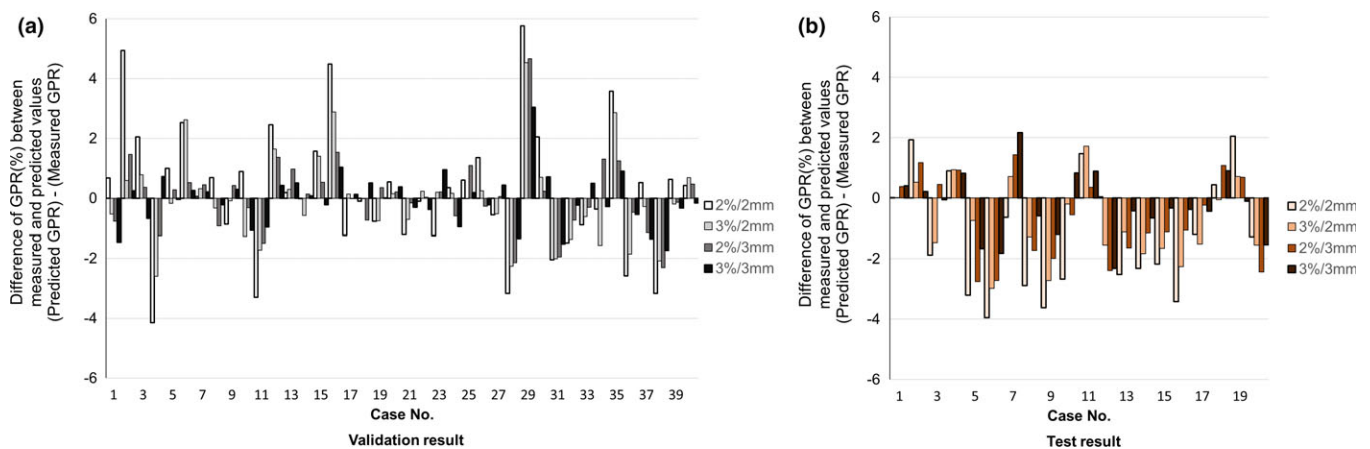 (a)
Difference of GPR(%) between
measured and predicted values
(Predicted GPR) - (Measured GPR)
6
4
2
0
-2
-4
-6
1 3 5 7 9 11 13 15 17 19 21 23 25 27 29 31 33 35 37 39
Case No.
Validation result
2%/2mm
3%/2mm
2%/3mm
3%/3mm
(b)
Difference of GPR(%) between
measured and predicted values
(Predicted GPR) - (Measured GPR)
6
4
2
0
-2
-4
-6
1 3 5 7 9 11 13 15 17 19
Case No.
Test result
2%/2mm
3%/2mm
2%/3mm
3%/3mm